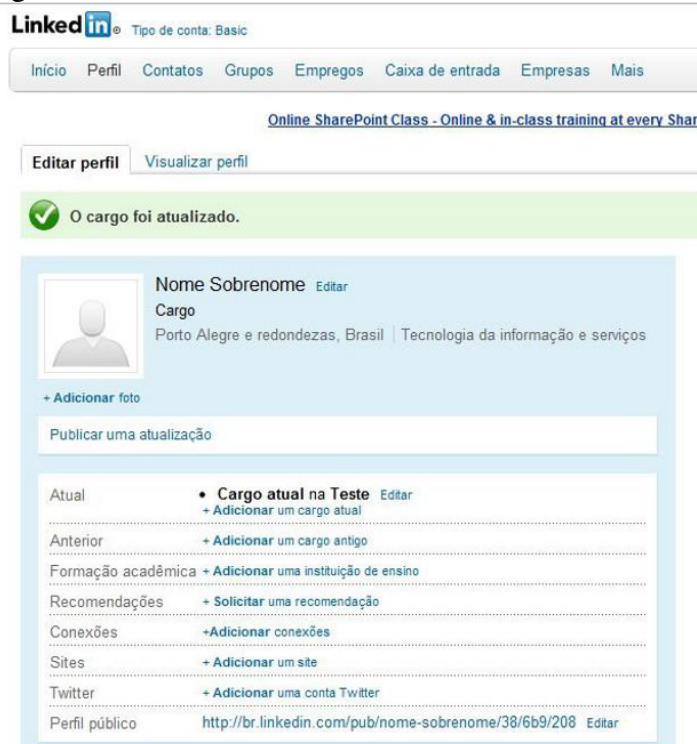 Linked in® Tipo de conta: Basic
Início Perfil Contatos Grupos Empregos Caixa de entrada Empresas Mais
Online SharePoint Class - Online & in-class training at every Shar
Editar perfil Visualizar perfil
O cargo foi atualizado.
Nome Sobrenome Editar
Cargo
Porto Alegre e redondezas, Brasil | Tecnologia da informação e serviços
+ Adicionar foto
Publicar uma atualização
Atual • Cargo atual na Teste Editar
+ Adicionar um cargo atual
Anterior + Adicionar um cargo antigo
Formação acadêmica + Adicionar uma instituição de ensino
Recomendações + Solicitar uma recomendação
Conexões +Adicionar conexões
Sites + Adicionar um site
Twitter + Adicionar uma conta Twitter
Perfil público http://br.linkedin.com/pub/nome-sobrenome/38/6b9/208 Editar